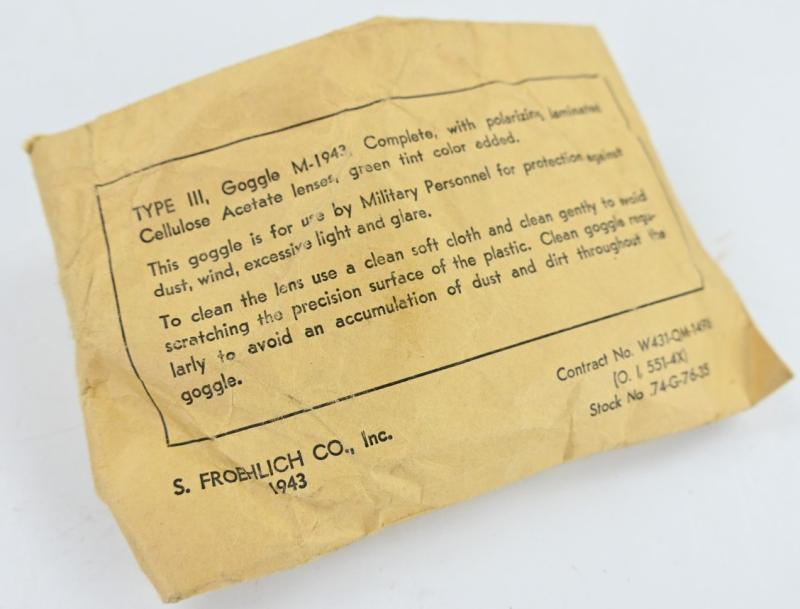 TYPE III, Goggle M-1943, Complete, with polarizing laminated
Cellulose Acetate lenses, green tint color added.
This goggle is for use by Military Personnel for protection against
dust, wind, excessive light and glare.
To clean the lens use a clean soft cloth and clean gently to avoid
scratching the precision surface of the plastic. Clean goggle regu-
larly to avoid an accumulation of dust and dirt throughout the
goggle.
S. FROEHLICH CO., Inc.
1943
Contract No. W431-QM-1498
(O. I. 551-4X)
Stock No .74-G-76-35